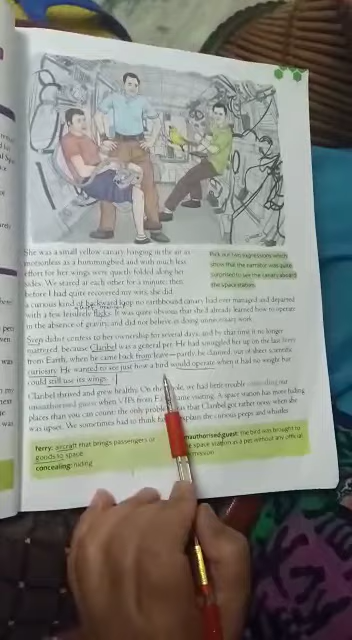 She was a small yellow canary hanging in the air as
motionless as a hummingbird and with much less
effort for her wings were quietly folded along her
sides. We stared at each other for a minute; then
before I had quite recovered my wits, she did
a curious kind of backward loop no earthbound canary had ever managed and departed
with a few leisurely flicks. It was quite obvious that she'd already learned how to operate
in the absence of gravity, and did not believe in doing unnecessary work.
Pick out two expressions which
show that the narrator was quite
surprised to see the canary aboard
the space station.
Sven didn't confess to her ownership for several days, and by that time it no longer
mattered because Claribel was a general pet. He had smuggled her up on the last ferry
from Earth, when he came back from leave—partly, he claimed, out of sheer scientific
curiosity. He wanted to see just how a bird would operate when it had no weight but
could still use its wings.
Claribel thrived and grew healthy. On the whole, we had little trouble concealing our
unauthorised guest when VIPs from Earth came visiting. A space station has more hiding
places than you can count; the only problem was that Claribel got rather noisy when she
was upset. We sometimes had to think fast to explain the curious peeps and whistles
ferry: aircraft that brings passengers or
goods to space
concealing: hiding
unauthorised guest: the bird was brought to
space station as a pet without any official